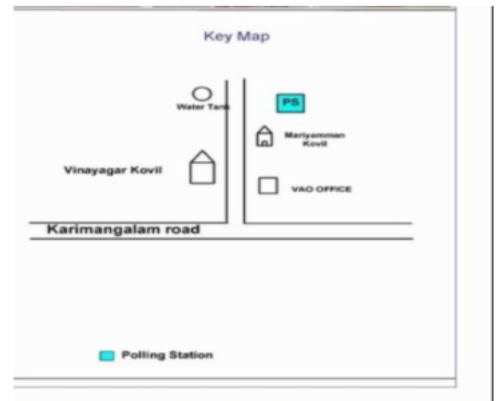 Key Map
Water Tank
PS
Mariyamman
Kovil
Vinayagar Kovil
VAO OFFICE
Karimangalam road
Polling Station